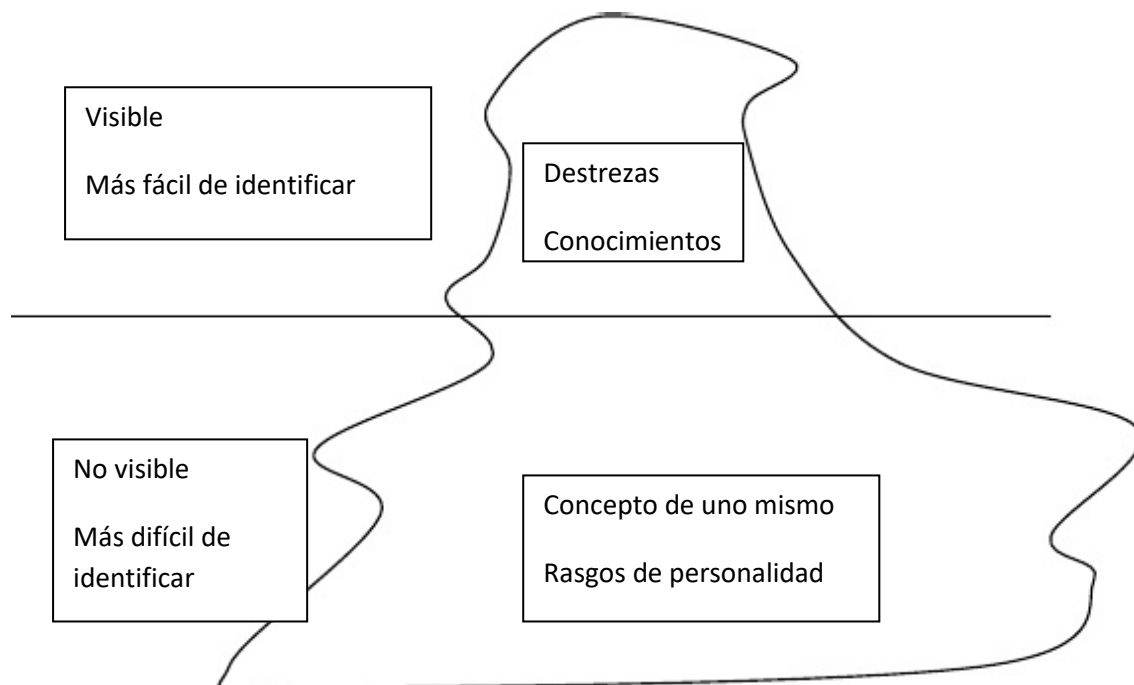 Visible
Más fácil de identificar
Destrezas
Conocimientos
No visible
Más difícil de
identificar
Concepto de uno mismo
Rasgos de personalidad